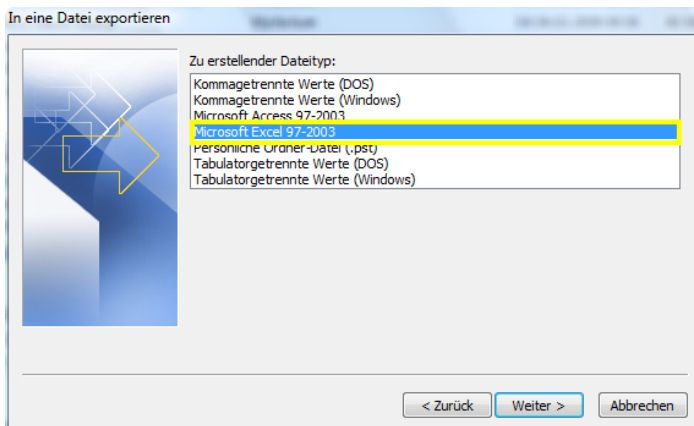 In eine Datei exportieren
Zu erstellender Dateityp:
Kommagetrennte Werte (DOS)
Kommagetrennte Werte (Windows)
Microsoft Access 97-2003
Microsoft Excel 97-2003
Persönliche Ordner-Datei (.pst)
Tabulatorgetrennte Werte (DOS)
Tabulatorgetrennte Werte (Windows)
< Zurück
Weiter >
Abbrechen